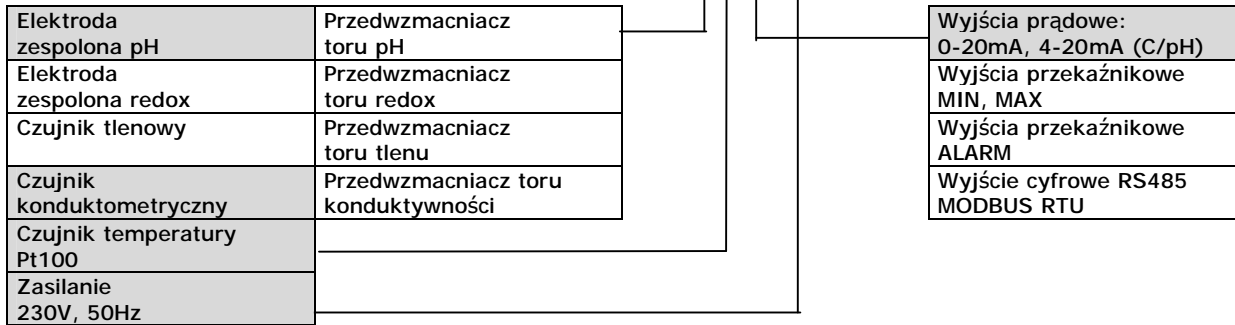 Elektroda
zespolona pH
Przedwzmacniacz
toru pH
Elektroda
zespolona redox
Przedwzmacniacz
toru redox
Czujnik tlenowy
Przedwzmacniacz
toru tlenu
Czujnik
konduktometryczny
Przedwzmacniacz toru
konduktywności
Czujnik temperatury
Pt100
Zasilanie
230V, 50Hz
Wyjścia prądowe:
0-20mA, 4-20mA (C/pH)
Wyjścia przekaźnikowe
MIN, MAX
Wyjścia przekaźnikowe
ALARM
Wyjście cyfrowe RS485
MODBUS RTU